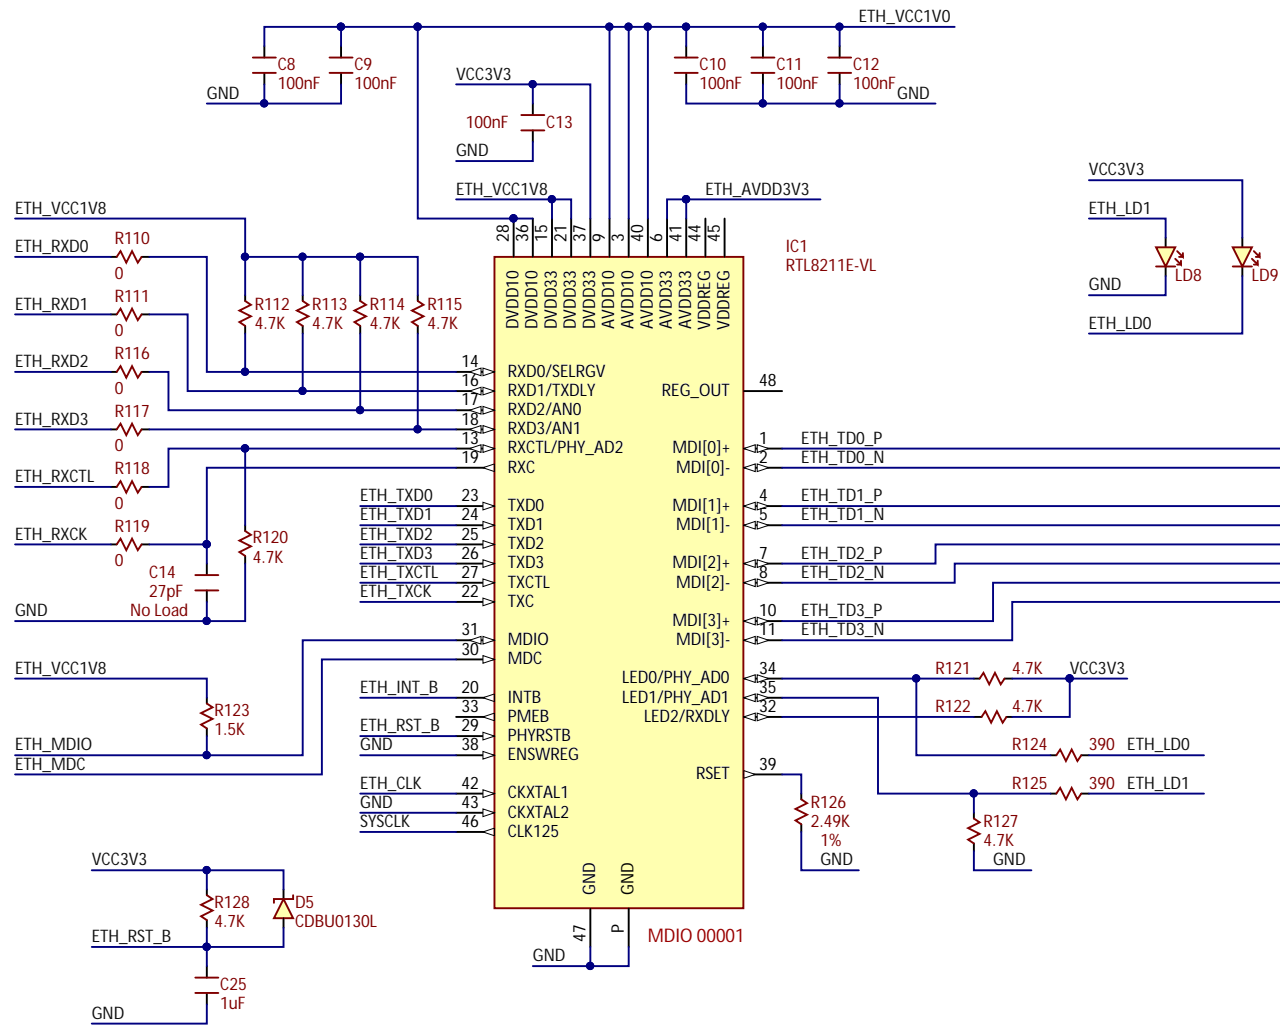 ETH_VCC1V0
C8
100nF
C9
100nF
C10
100nF
C11
100nF
C12
100nF
GND
GND
VCC3V3
100nF
C13
GND
ETH_VCC1V8
ETH_AVDD3V3
VCC3V3
ETH_LD1
LD8
LD9
GND
ETH_LD0
28
36
15
21
37
9
3
40
6
41
44
45
IC1
RTL8211E-VL
DVDD10
DVDD10
DVDD33
DVDD33
DVDD33
AVDD10
AVDD10
AVDD10
AVDD33
AVDD33
VDDREG
VDDREG
ETH_VCC1V8
ETH_RXD0
R110
0
ETH_RXD1
R111
0
ETH_RXD2
R116
0
ETH_RXD3
R117
0
ETH_RXCTL
R118
0
ETH_RXCK
R119
0
R112
4.7K
R113
4.7K
R114
4.7K
R115
4.7K
R120
4.7K
C14
27pF
No Load
GND
14
RXD0/SELRGV
16
RXD1/TXDLY
17
RXD2/AN0
18
RXD3/AN1
13
RXCTL/PHY_AD2
19
RXC
ETH_TXD0
23
TXD0
ETH_TXD1
24
TXD1
ETH_TXD2
25
TXD2
ETH_TXD3
26
TXD3
ETH_TXCTL
27
TXCTL
ETH_TXCK
22
TXC
31
MDIO
30
MDC
ETH_INT_B
20
INTB
33
PMEB
ETH_RST_B
29
PHYRSTB
GND
38
ENSWREG
ETH_CLK
42
CKXTAL1
GND
43
CKXTAL2
SYSCLK
46
CLK125
REG_OUT
48
MDI[0]+
1
ETH_TD0_P
MDI[0]-
2
ETH_TD0_N
MDI[1]+
4
ETH_TD1_P
MDI[1]-
5
ETH_TD1_N
MDI[2]+
7
ETH_TD2_P
MDI[2]-
8
ETH_TD2_N
MDI[3]+
10
ETH_TD3_P
MDI[3]-
11
ETH_TD3_N
LED0/PHY_AD0
34
LED1/PHY_AD1
35
LED2/RXDLY
32
R121
4.7K
VCC3V3
R122
4.7K
R124
390
ETH_LD0
R125
390
ETH_LD1
RSET
39
R126
2.49K
1%
GND
R127
4.7K
GND
ETH_VCC1V8
R123
1.5K
ETH_MDIO
ETH_MDC
VCC3V3
R128
4.7K
D5
CDBU0130L
ETH_RST_B
C25
1uF
GND
GND
GND
47
P
GND
MDIO 00001